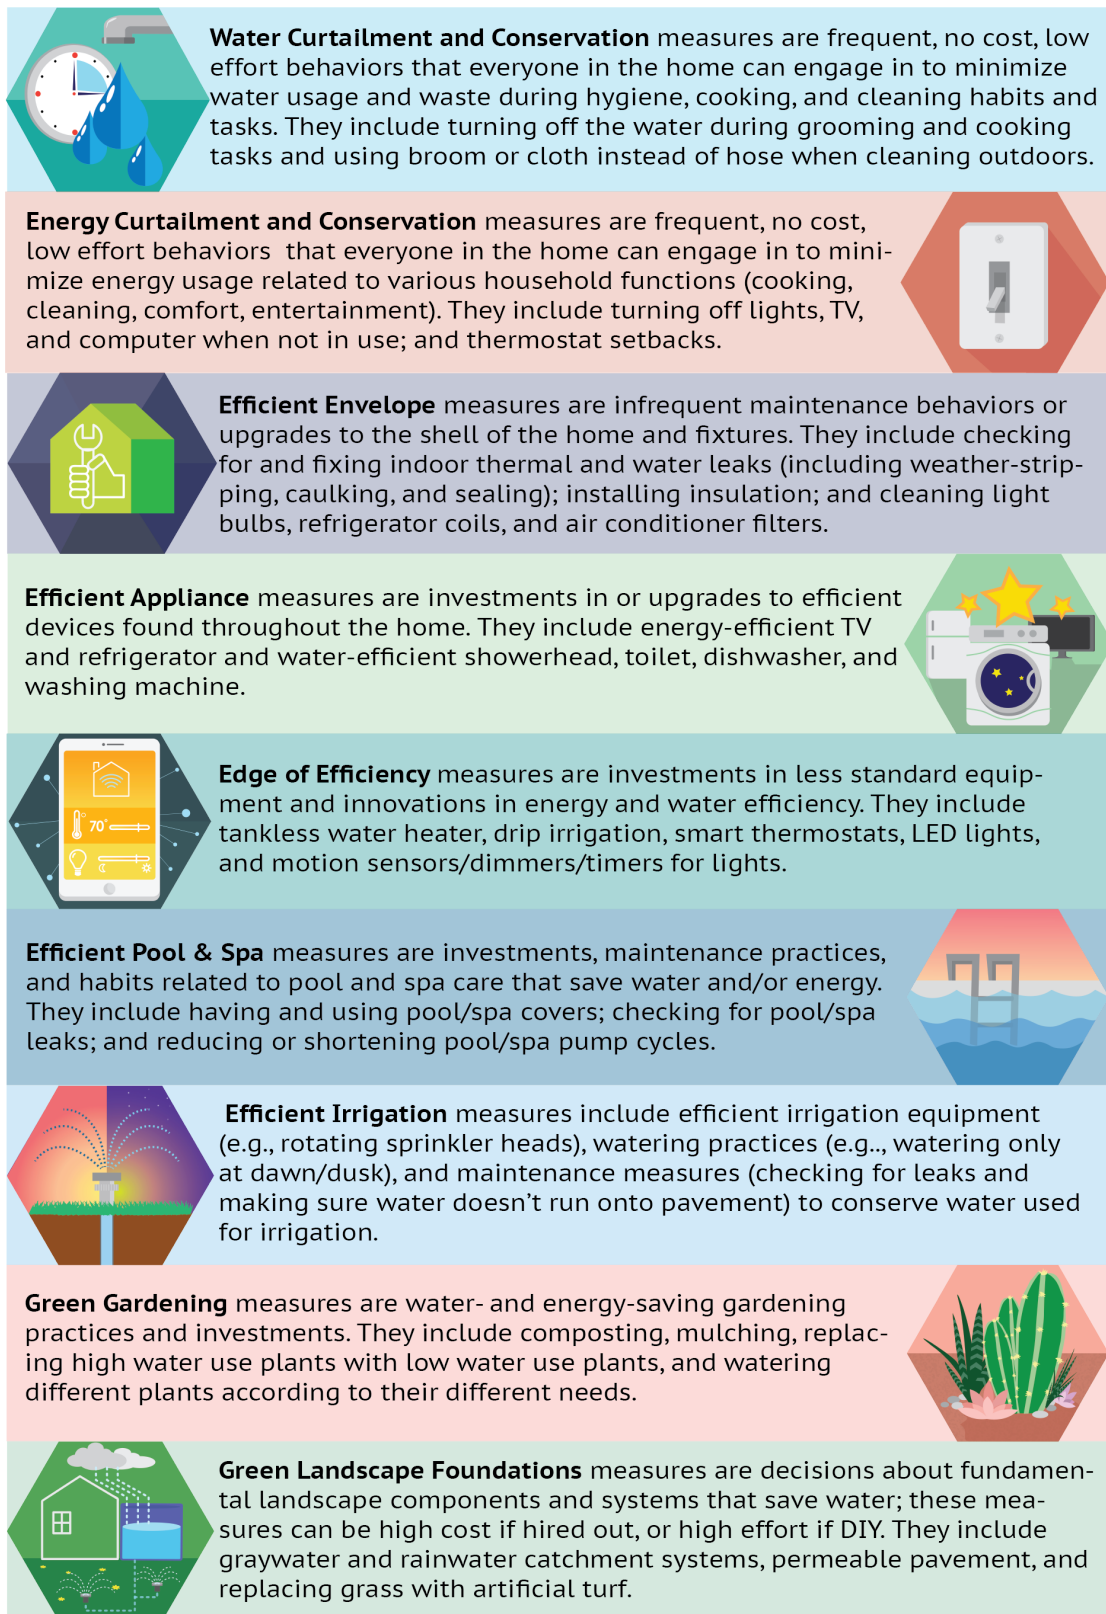 Water Curtailment and Conservation measures are frequent, no cost, low
effort behaviors that everyone in the home can engage in to minimize
water usage and waste during hygiene, cooking, and cleaning habits and
tasks. They include turning off the water during grooming and cooking
tasks and using broom or cloth instead of hose when cleaning outdoors.
Energy Curtailment and Conservation measures are frequent, no cost,
low effort behaviors that everyone in the home can engage in to mini-
mize energy usage related to various household functions (cooking,
cleaning, comfort, entertainment). They include turning off lights, TV,
and computer when not in use; and thermostat setbacks.
Efficient Envelope measures are infrequent maintenance behaviors or
upgrades to the shell of the home and fixtures. They include checking
for and fixing indoor thermal and water leaks (including weather-strip-
ping, caulking, and sealing); installing insulation; and cleaning light
bulbs, refrigerator coils, and air conditioner filters.
Efficient Appliance measures are investments in or upgrades to efficient
devices found throughout the home. They include energy-efficient TV
and refrigerator and water-efficient showerhead, toilet, dishwasher, and
washing machine.
70°
Edge of Efficiency measures are investments in less standard equip-
ment and innovations in energy and water efficiency. They include
tankless water heater, drip irrigation, smart thermostats, LED lights,
and motion sensors/dimmers/timers for lights.
Efficient Pool & Spa measures are investments, maintenance practices,
and habits related to pool and spa care that save water and/or energy.
They include having and using pool/spa covers; checking for pool/spa
leaks; and reducing or shortening pool/spa pump cycles.
Efficient Irrigation measures include efficient irrigation equipment
(e.g., rotating sprinkler heads), watering practices (e.g.., watering only
at dawn/dusk), and maintenance measures (checking for leaks and
making sure water doesn’t run onto pavement) to conserve water used
for irrigation.
Green Gardening measures are water- and energy-saving gardening
practices and investments. They include composting, mulching, replac-
ing high water use plants with low water use plants, and watering
different plants according to their different needs.
Green Landscape Foundations measures are decisions about fundamen-
tal landscape components and systems that save water; these mea-
sures can be high cost if hired out, or high effort if DIY. They include
graywater and rainwater catchment systems, permeable pavement, and
replacing grass with artificial turf.